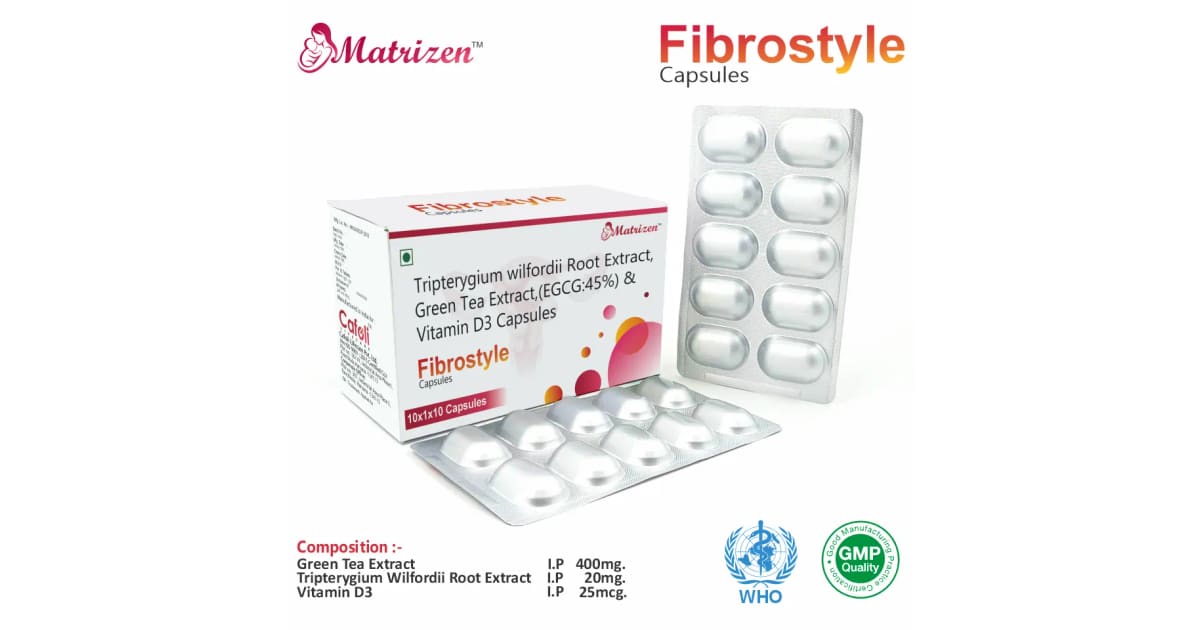 Matrizen™
Fibrostyle
Capsules
Fibrostyle
Capsules
Matrizen™
Tripterygium wilfordii Root Extract,
Green Tea Extract,(EGCG:45%) &
Vitamin D3 Capsules
Fibrostyle
Capsules
10x1x10 Capsules
Cafoli
Composition :-
Green Tea Extract I.P 400mg.
Tripterygium Wilfordii Root Extract I.P 20mg.
Vitamin D3 I.P 25mcg.
WHO
Good Manufacturing Practice Certification
GMP
Quality